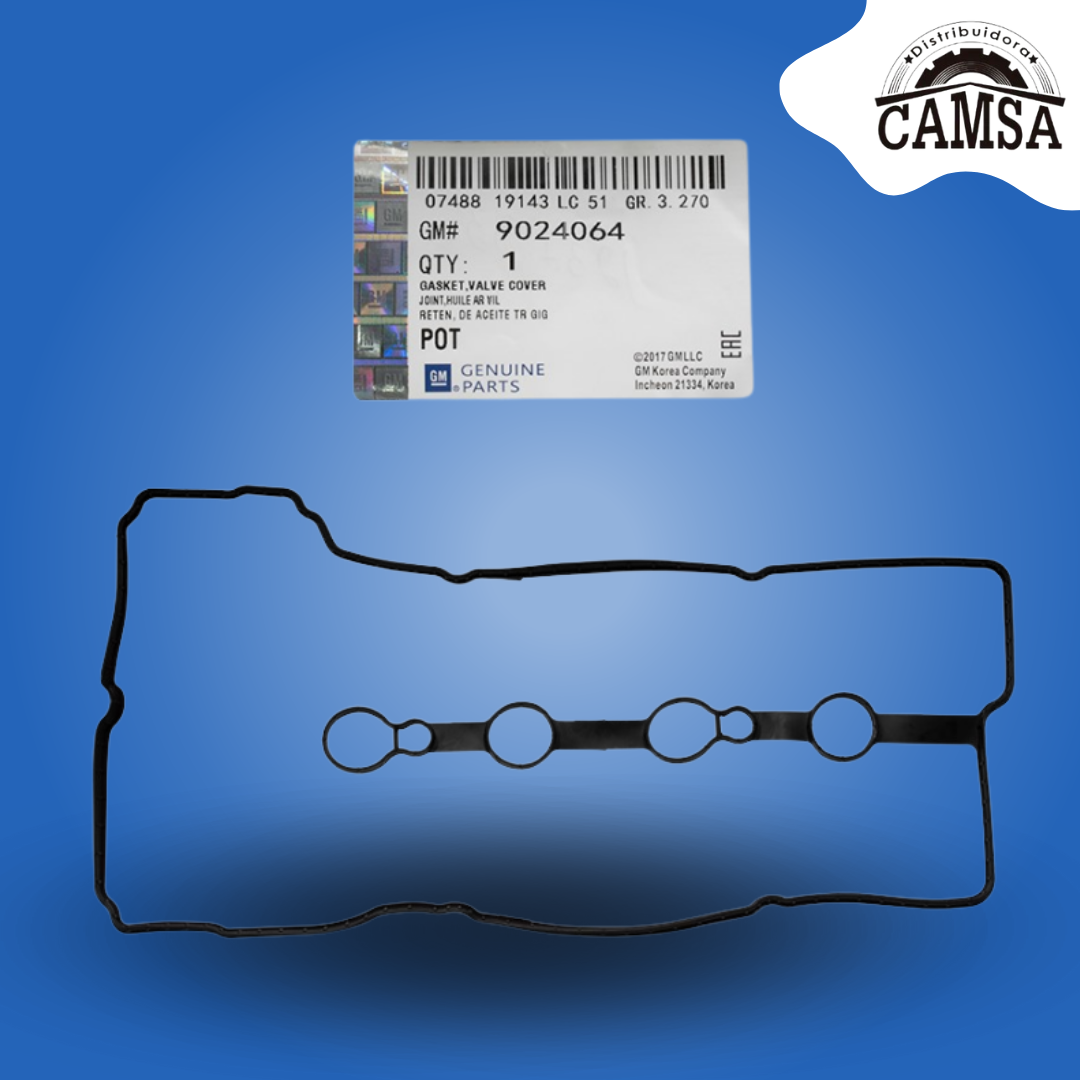 ★Distribuidora★
CAMSA
07488 19143 LC 51 GR. 3. 270
GM# 9024064
QTY: 1
GASKET,VALVE COVER
JOINT,HUILE AR VIL
RETEN, DE ACEITE TR GIG
POT
GM
GENUINE
®PARTS
EAC
©2017 GMLLC
GM Korea Company
Incheon 21334, Korea
GM
GM